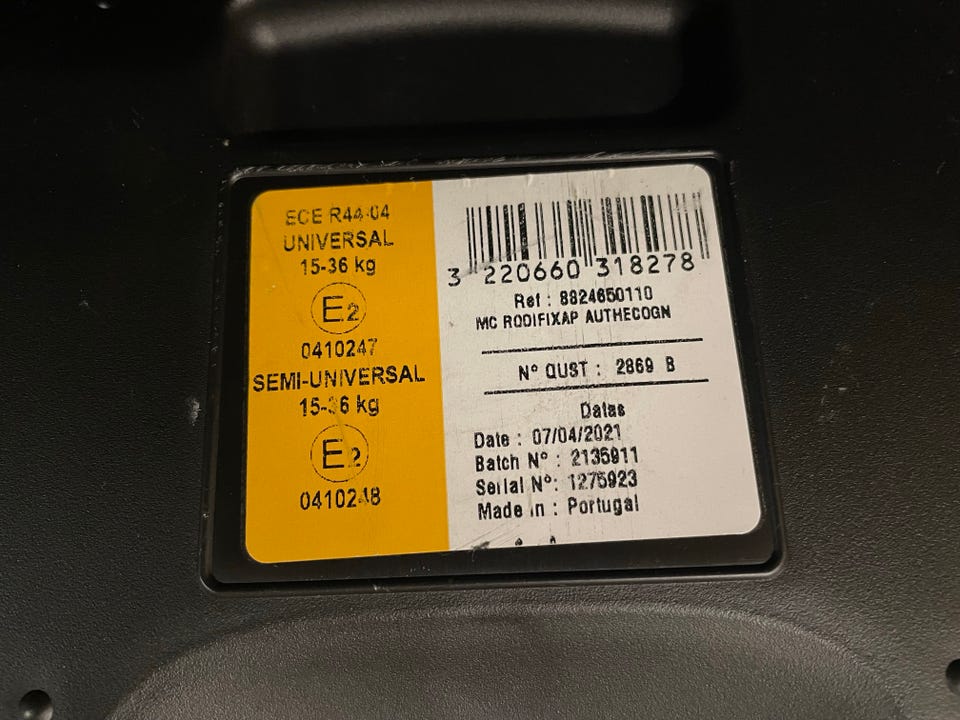 ECE R44-04
UNIVERSAL
15-36 kg
E2
0410247
SEMI-UNIVERSAL
15-36 kg
E2
0410248
3 220660 318278
Ref : 8824650110
MC RODIFIXAP AUTHECOGN
N° QUST : 2869 B
Datas
Date : 07/04/2021
Batch N° : 2135911
Serial N°: 1275923
Made in : Portugal